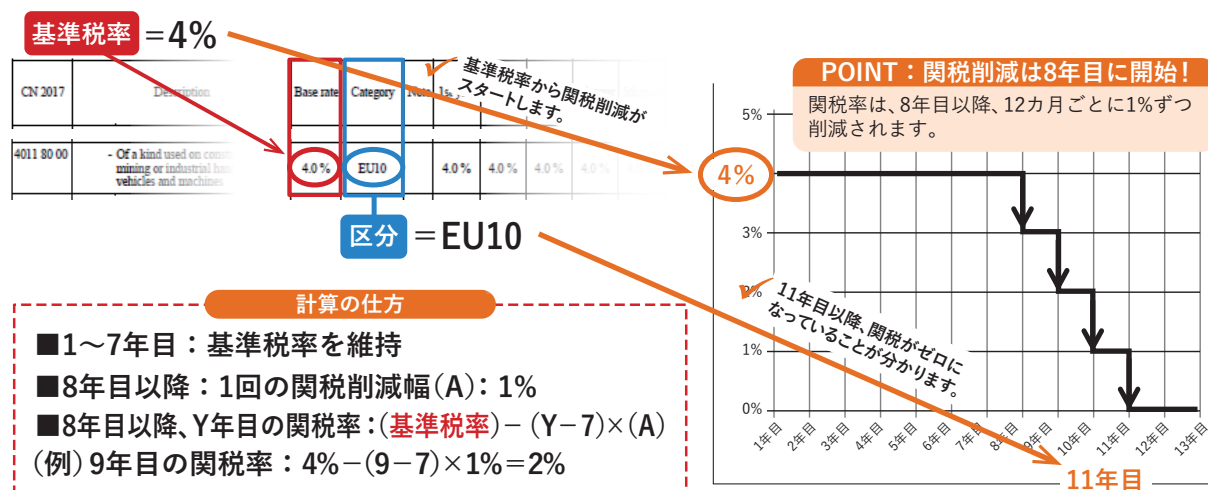 基準税率 =4%
CN 2017 Description Base rate Category Note
基準税率から関税削減が
スタートします。
4011 80 00 - Of a kind used on
mining or industrial
vehicles and machines
4.0 % EU10 4.0 % 4.0 % 4.0 % 4.0 %
区分 =EU10
計算の仕方
■1～7年目：基準税率を維持
■8年目以降：1回の関税削減幅(A)：1%
■8年目以降、Y年目の関税率：(基準税率)－(Y－7)×(A)
(例) 9年目の関税率：4%－(9－7)×1%＝2%
POINT：関税削減は8年目に開始！
関税率は、8年目以降、12カ月ごとに1%ずつ
削減されます。
5%
4%
3%
2%
1%
0%
11年目以降、関税がゼロに
なっていることが分かります。
1年目 2年目 3年目 4年目 5年目 6年目 7年目 8年目 9年目 10年目 11年目 12年目 13年目
11年目